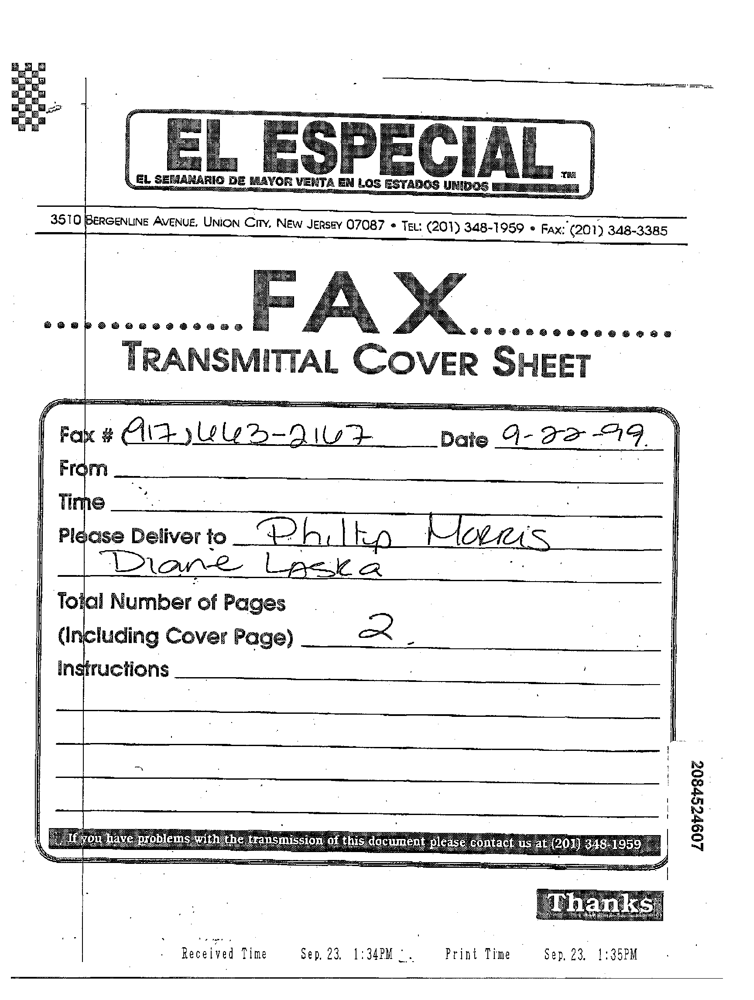 EL ESPECIAL TM
EL SEMANARIO DE MAYOR VENTA EN LOS ESTADOS UNIDOS
3510 BERGENLINE AVENUE, UNION CITY, NEW JERSEY 07087 • TEL: (201) 348-1959 • FAX: (201) 348-3385
FAX
TRANSMITTAL COVER SHEET
Fax # (917) 663-2167 Date 9-22-99.
From
Time
Please Deliver to Phillip Morris
Diane Laska
Total Number of Pages
(Including Cover Page) 2.
Instructions
If you have problems with the transmission of this document please contact us at (201) 348-1959
2084524607
Thanks
Received Time Sep. 23. 1:34PM Print Time Sep. 23. 1:35PM